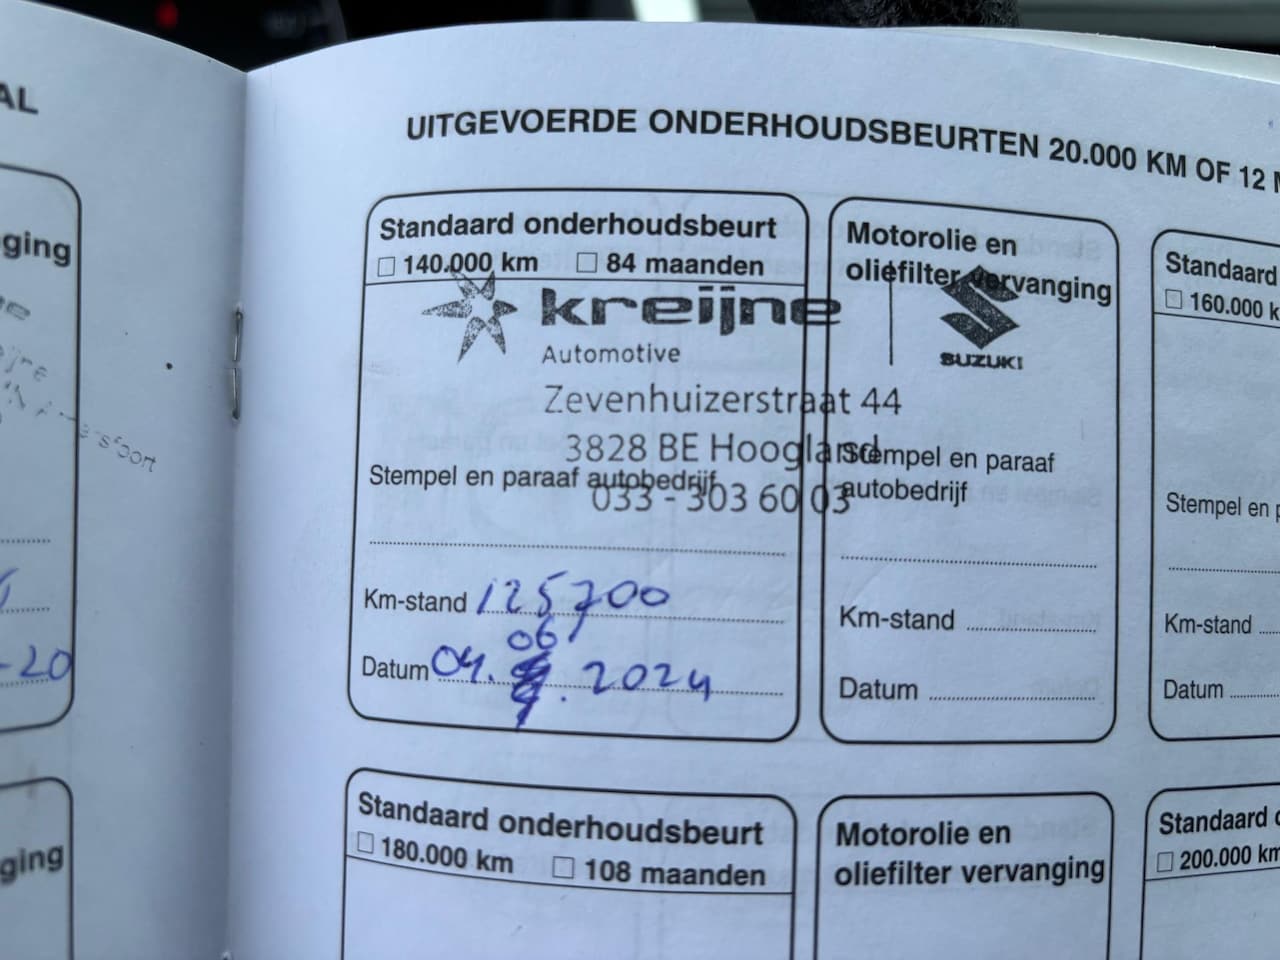 AL
UITGEVOERDE ONDERHOUDSBEURTEN 20.000 KM OF 12
ging
-20
ging
Standaard onderhoudsbeurt
140.000 km 84 maanden
kreijne
Automotive
Zevenhuizerstraat 44
3828 BE Hoogland
033 - 303 60 03
Stempel en paraaf autobedrijf
Km-stand 125700
06
Datum 04. . 2024
Motorolie en
oliefilter vervanging
SUZUKI
Stempel en paraaf
autobedrijf
Km-stand
Datum
Standaard
160.000 k
Stempel en p
Km-stand
Datum
Standaard onderhoudsbeurt
180.000 km 108 maanden
Motorolie en
oliefilter vervanging
Standaard o
200.000 km